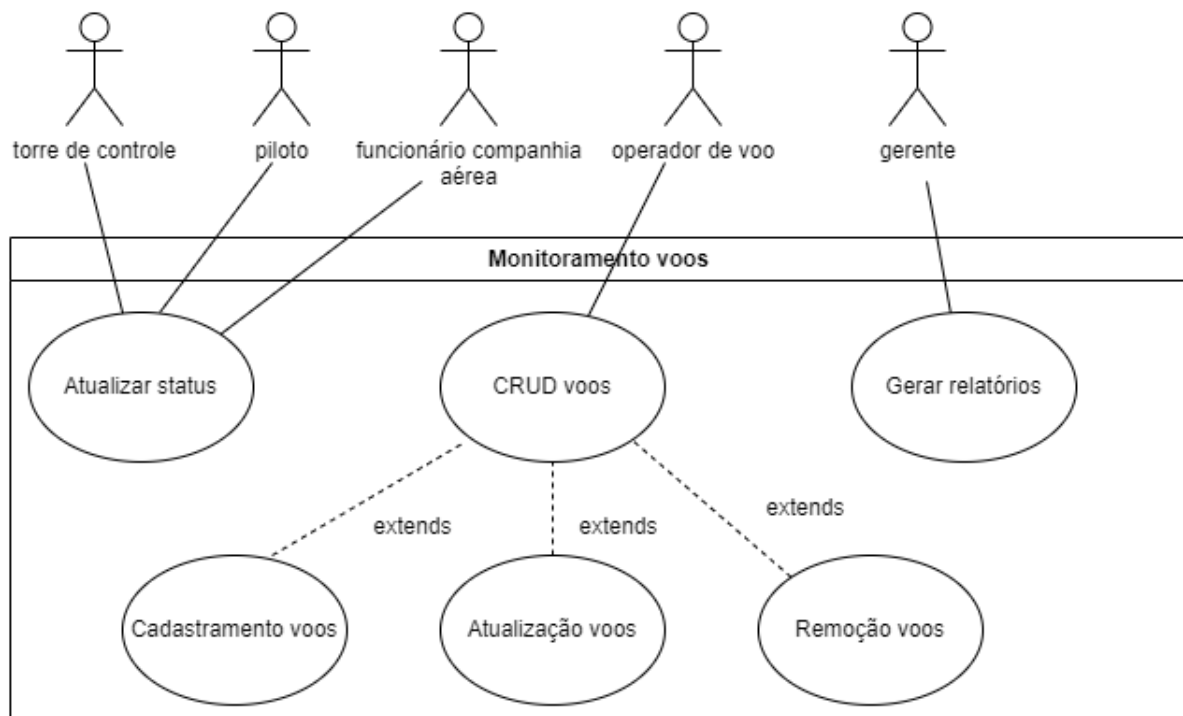 torre de controle
piloto
funcionário companhia
aérea
operador de voo
gerente
Monitoramento voos
Atualizar status
CRUD voos
Gerar relatórios
extends
extends
extends
Cadastramento voos
Atualização voos
Remoção voos